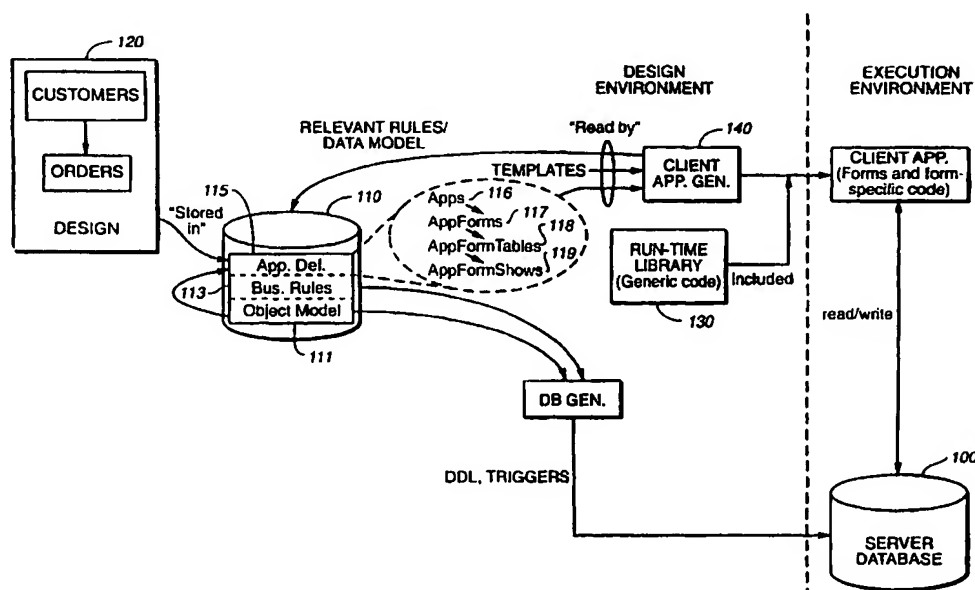 120
CUSTOMERS
ORDERS
DESIGN
"Stored in"
RELEVANT RULES/
DATA MODEL
115
110
App. Def.
113
Bus. Rules
Object Model
111
DESIGN
ENVIRONMENT
"Read by"
140
TEMPLATES
CLIENT
APP. GEN.
Apps 116
AppForms 117
AppFormTables 118
AppFormShows 119
RUN-TIME
LIBRARY
(Generic code)
Included
130
DB GEN.
DDL, TRIGGERS
EXECUTION
ENVIRONMENT
CLIENT APP.
(Forms and form-
specific code)
read/write
100
SERVER
DATABASE